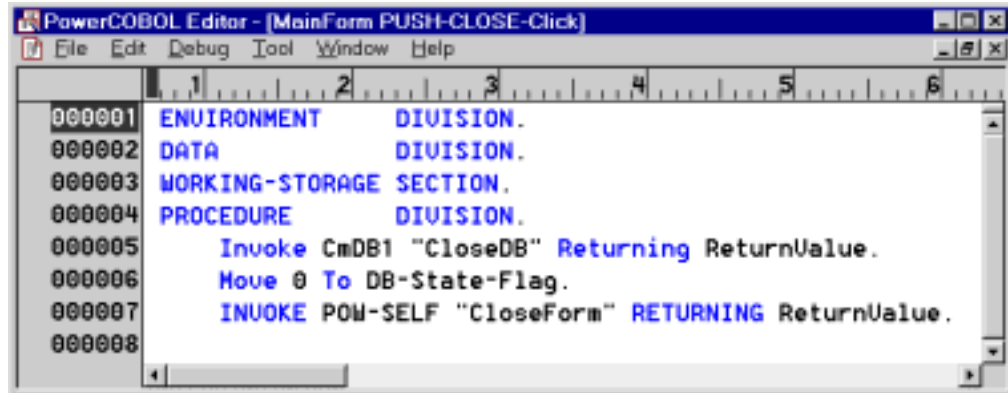 PowerCOBOL Editor - [MainForm PUSH-CLOSE-Click]
File Edit Debug Tool Window Help
1 2 3 4 5 6
000001 ENVIRONMENT DIVISION.
000002 DATA DIVISION.
000003 WORKING-STORAGE SECTION.
000004 PROCEDURE DIVISION.
000005 Invoke CmDB1 "CloseDB" Returning ReturnValue.
000006 Move 0 To DB-State-Flag.
000007 INVOKE POW-SELF "CloseForm" RETURNING ReturnValue.
000008